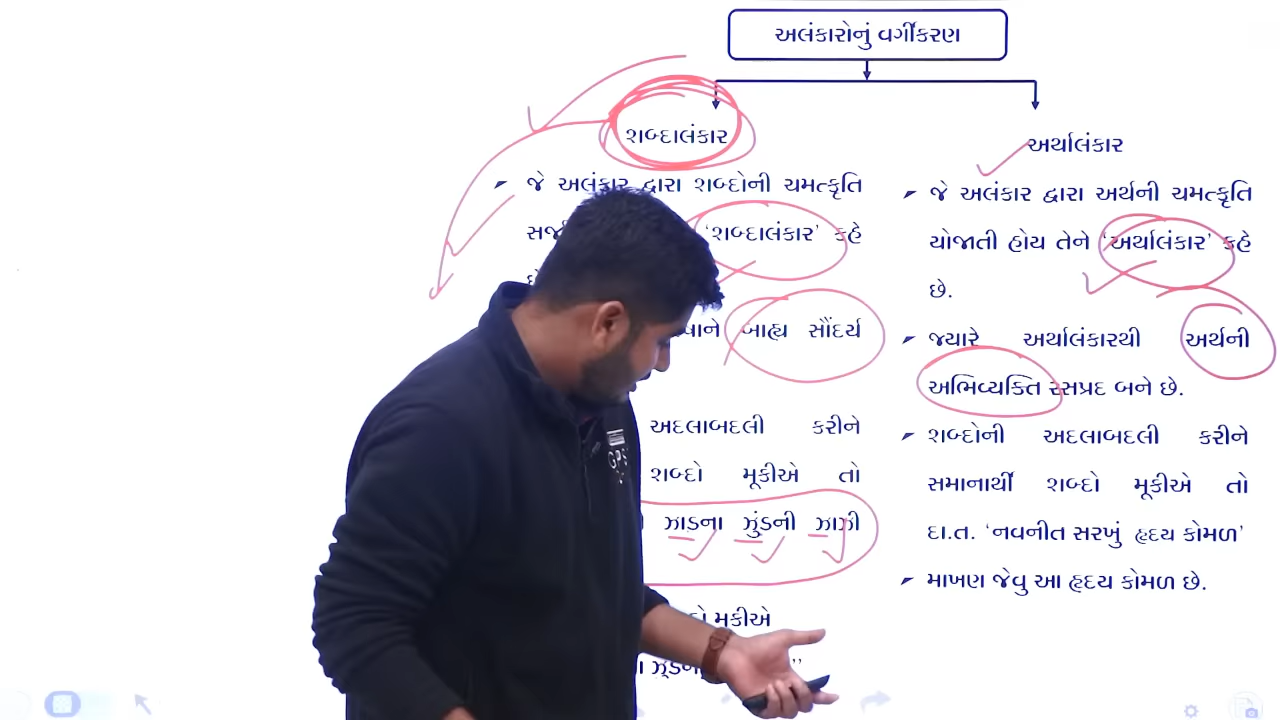 અલંકારોનું વર્ગીકરણ
શબ્દાલંકાર
જે અલંકાર દ્વારા શબ્દોની ચમત્કૃતિ
'શબ્દાલંકાર' કહે
બાહ્ય સૌંદર્ય
અદલાબદલી કરીને
શબ્દો મૂકીએ તો
ઝાડના ઝુંડની ઝાઝી
મુકીએ
અર્થાલંકાર
જે અલંકાર દ્વારા અર્થની ચમત્કૃતિ
યોજાતી હોય તેને 'અર્થાલંકાર' કહે
છે.
જ્યારે અર્થાલંકારથી અર્થની
અભિવ્યક્તિ રસપ્રદ બને છે.
શબ્દોની અદલાબદલી કરીને
સમાનાર્થી શબ્દો મૂકીએ તો
દા.ત. 'નવનીત સરખું હૃદય કોમળ'
માખણ જેવુ આ હૃદય કોમળ છે.